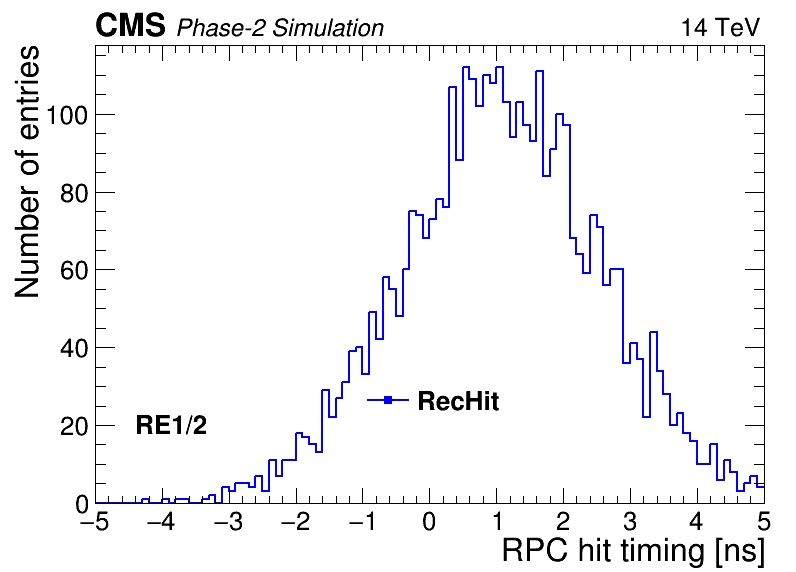 CMS Phase-2 Simulation 14 TeV
Number of entries
100
80
60
40
20
0
RecHit
RE1/2
−5 −4 −3 −2 −1 0 1 2 3 4 5
RPC hit timing [ns]